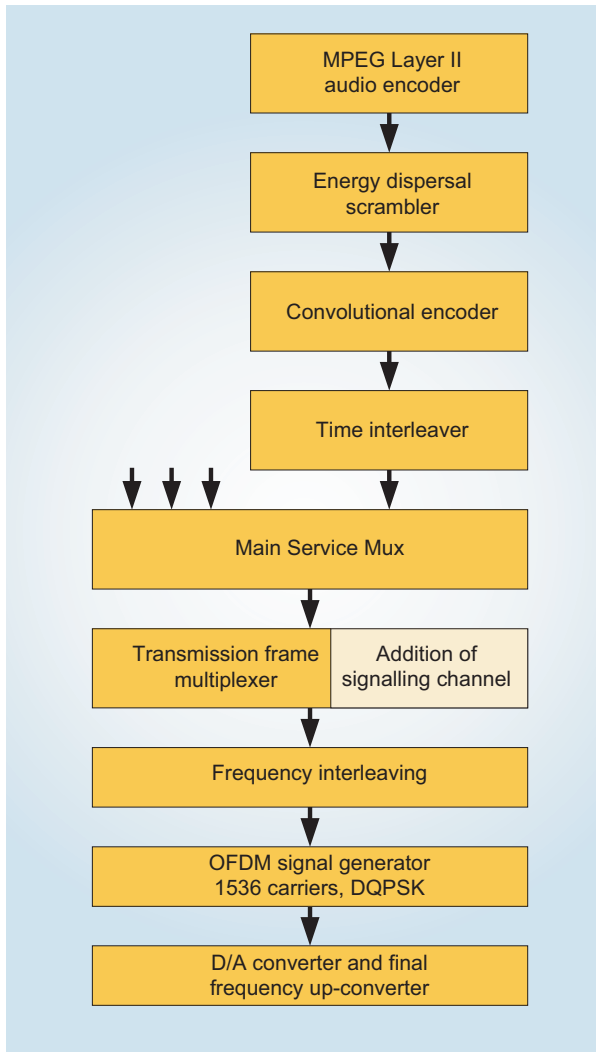 MPEG Layer II
audio encoder
Energy dispersal
scrambler
Convolutional encoder
Time interleaver
Main Service Mux
Transmission frame
multiplexer
Addition of
signalling channel
Frequency interleaving
OFDM signal generator
1536 carriers, DQPSK
D/A converter and final
frequency up-converter